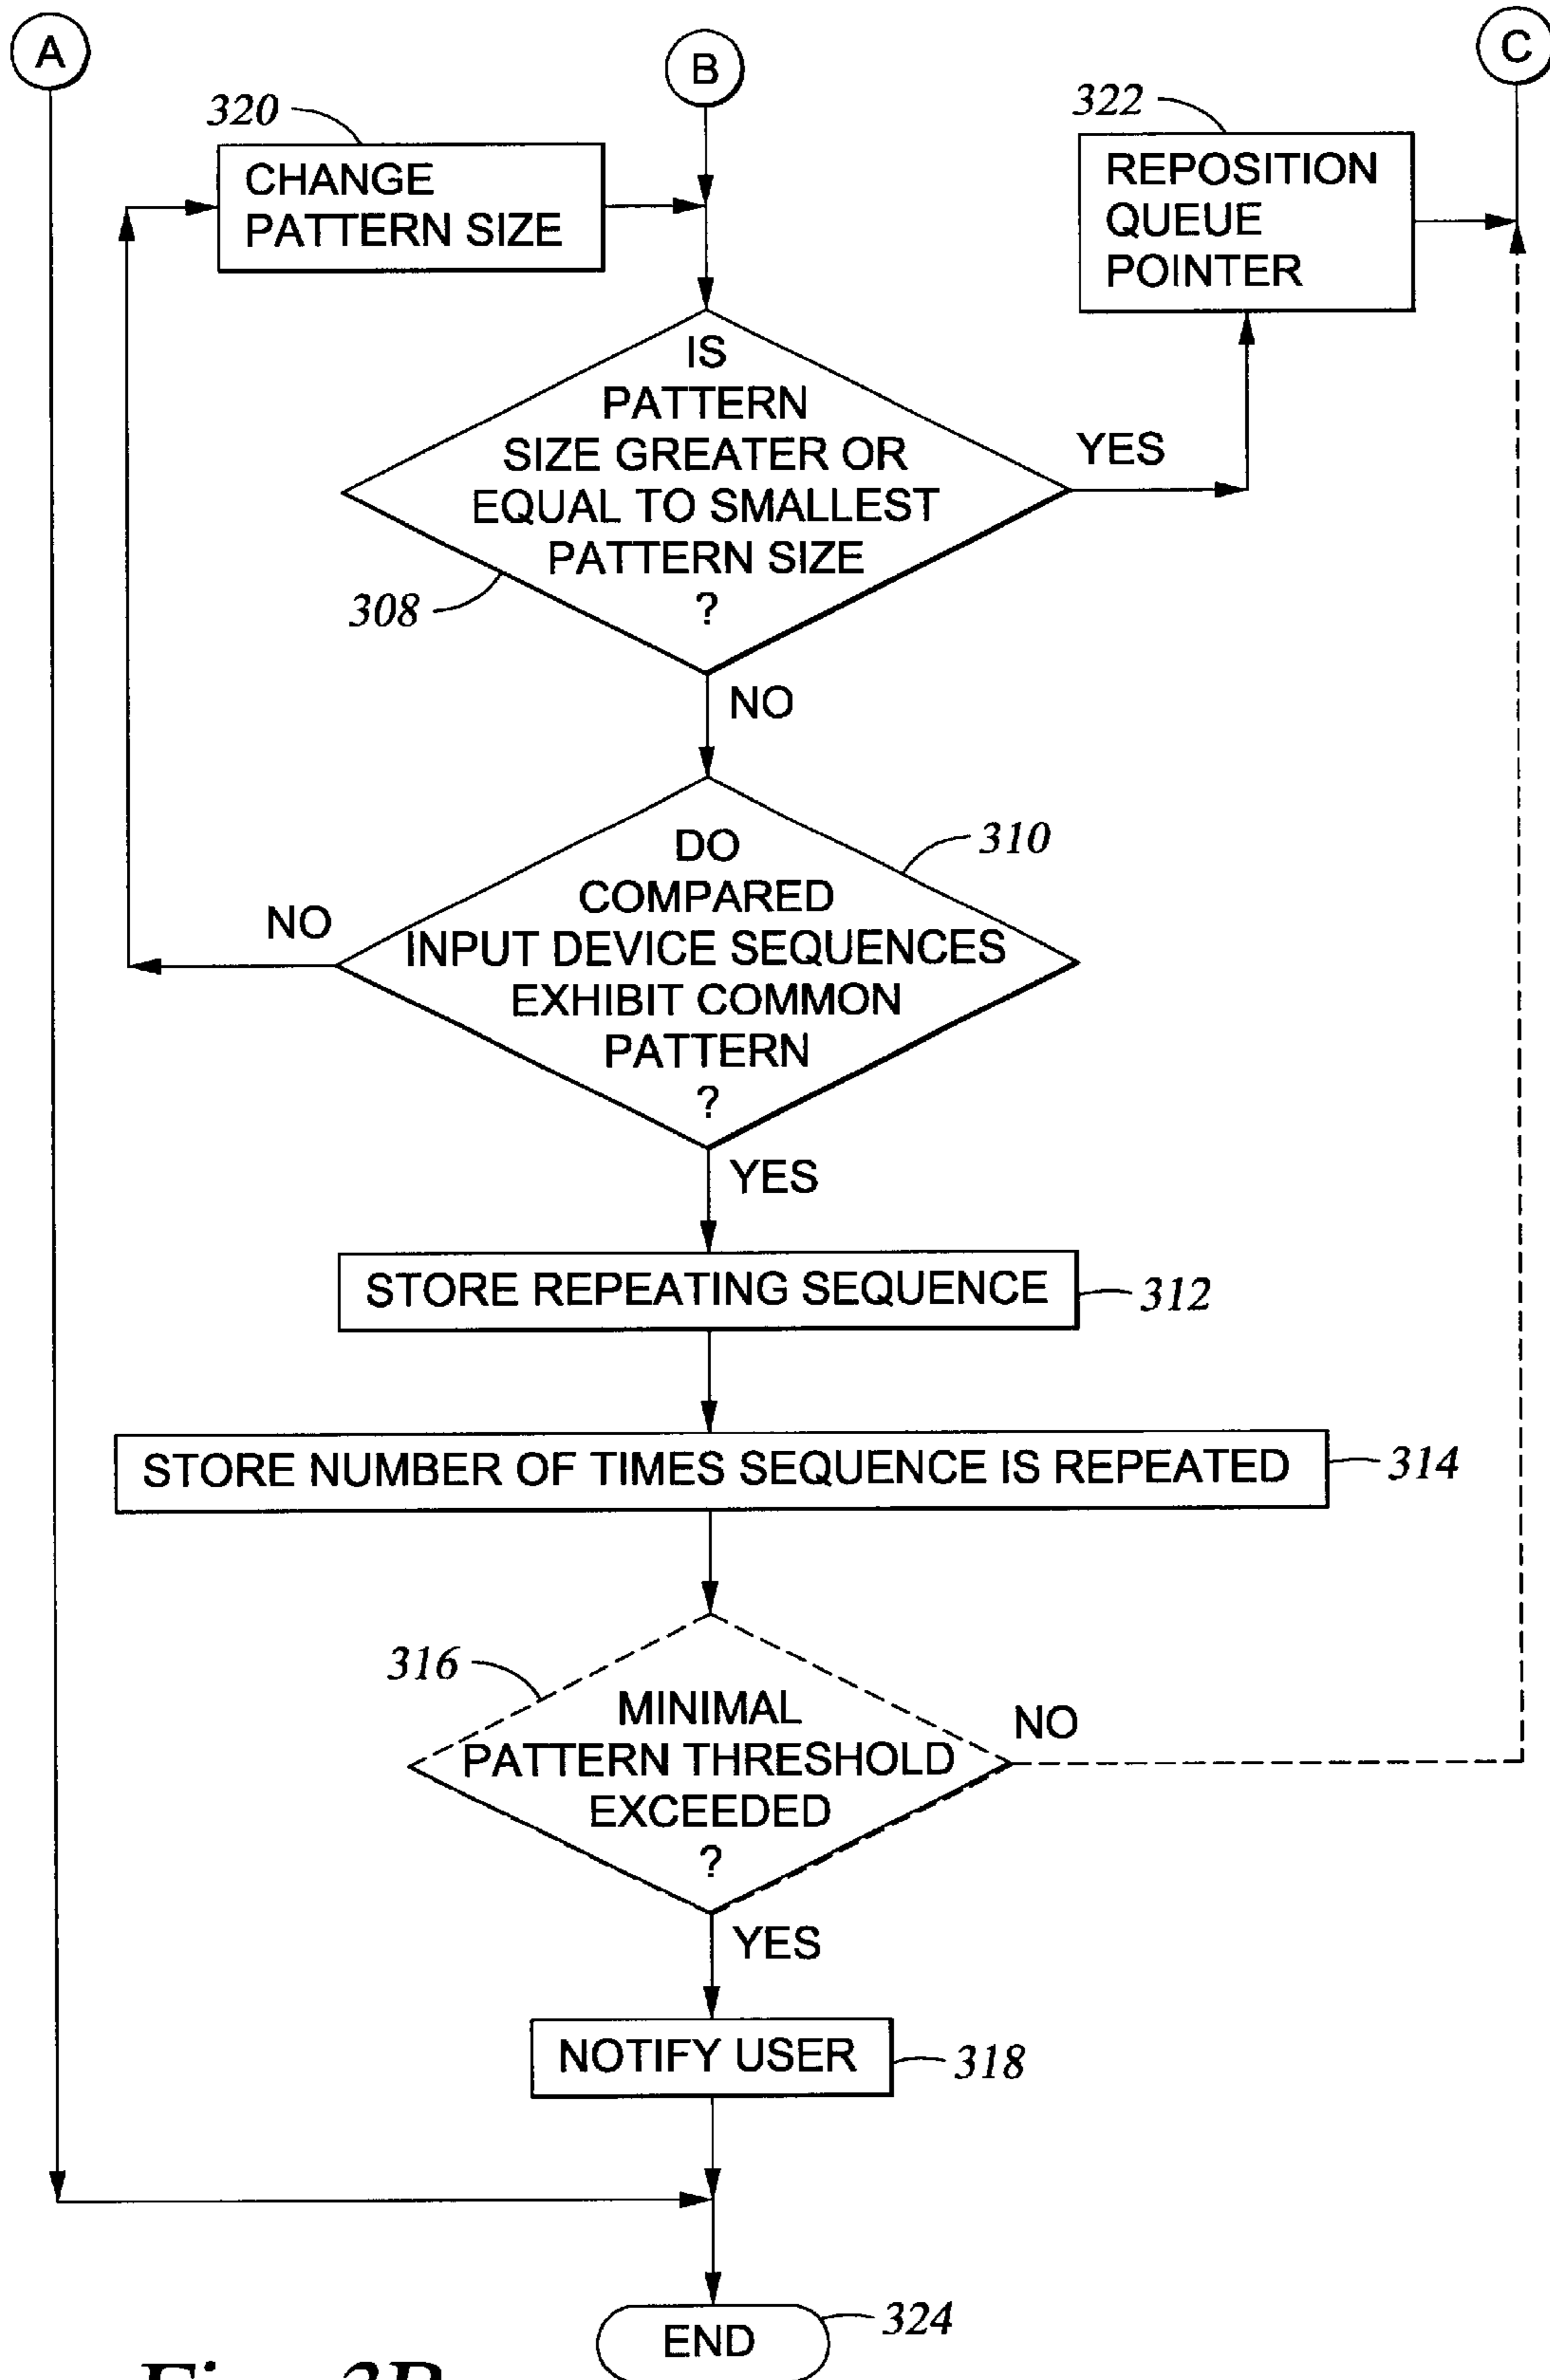 A
B
C
320
322
CHANGE
PATTERN SIZE
REPOSITION
QUEUE
POINTER
IS
PATTERN
SIZE GREATER OR
EQUAL TO SMALLEST
PATTERN SIZE
?
YES
308
NO
DO
COMPARED
INPUT DEVICE SEQUENCES
EXHIBIT COMMON
PATTERN
?
310
NO
YES
STORE REPEATING SEQUENCE
312
STORE NUMBER OF TIMES SEQUENCE IS REPEATED
314
316
MINIMAL
PATTERN THRESHOLD
EXCEEDED
?
NO
YES
NOTIFY USER
318
END
324
Fig. 3B